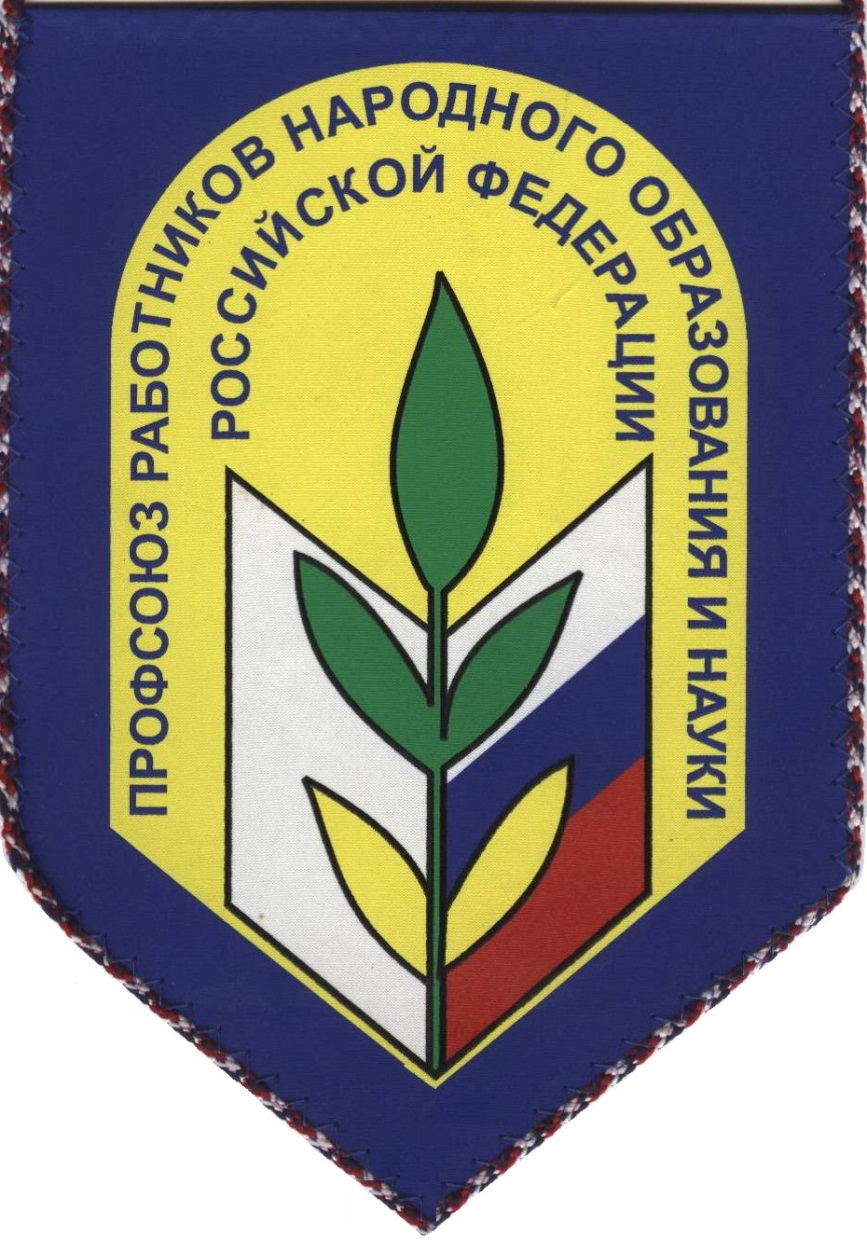 ПРОФСОЮЗ РАБОТНИКОВ НАРОДНОГО ОБРАЗОВАНИЯ И НАУКИ
РОССИЙСКОЙ ФЕДЕРАЦИИ